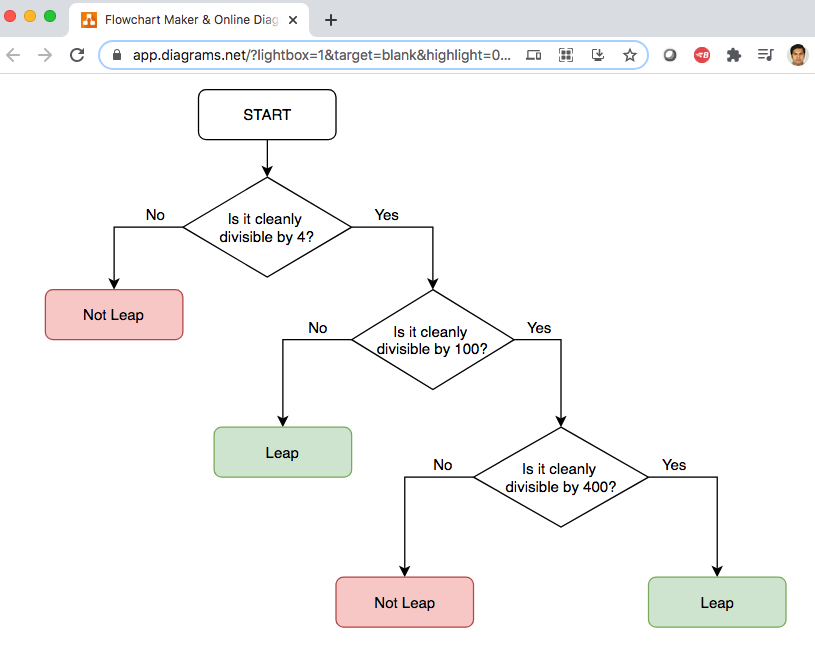 Flowchart Maker & Online Diag
app.diagrams.net/?lightbox=1&target=blank&highlight=0...
START
Is it cleanly
divisible by 4?
No
Yes
Not Leap
Is it cleanly
divisible by 100?
No
Yes
Leap
Is it cleanly
divisible by 400?
No
Yes
Not Leap
Leap